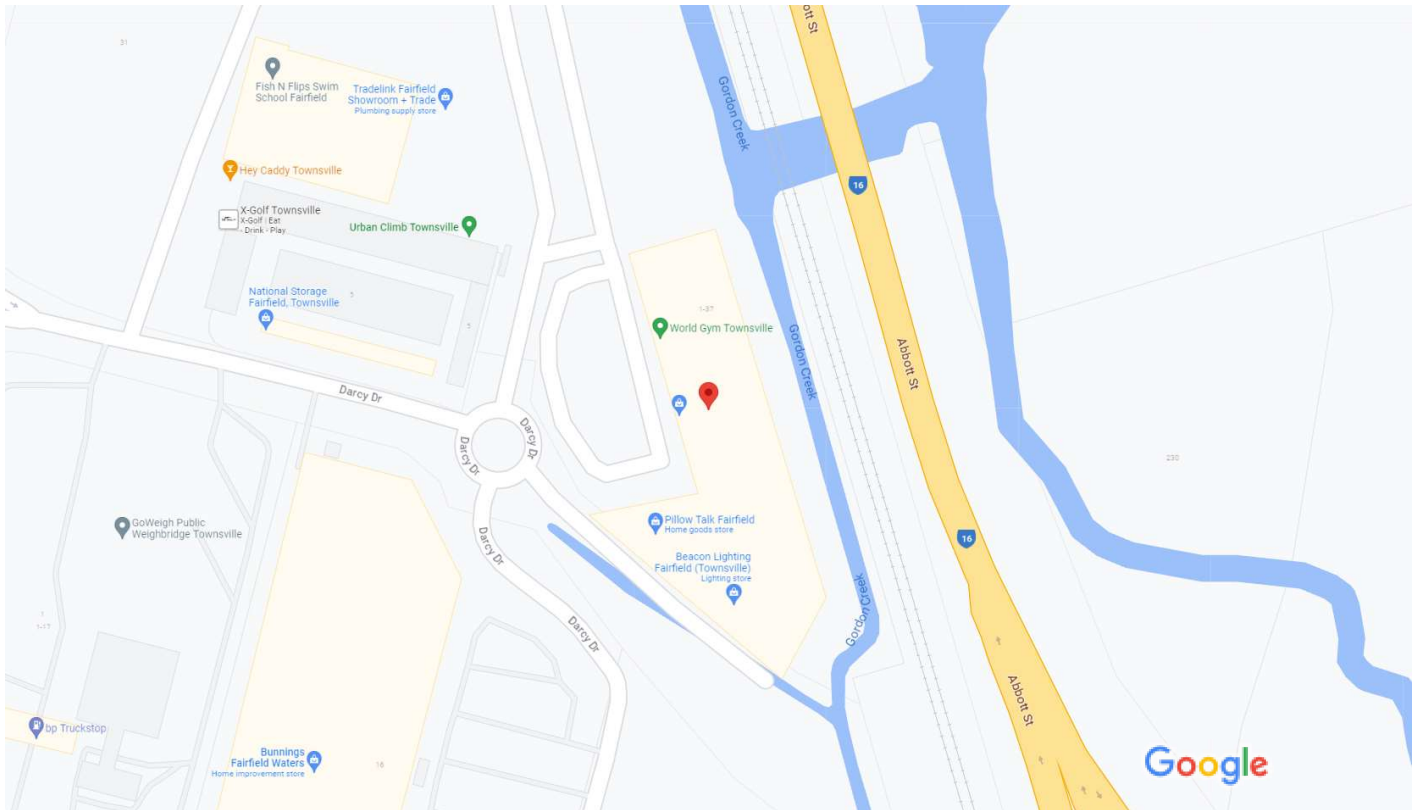 31
Fish N Flips Swim
School Fairfield
Tradelink Fairfield
Showroom + Trade
Plumbing supply store
Hey Caddy Townsville
X-Golf Townsville
X-Golf | Eat
- Drink - Play
Urban Climb Townsville
National Storage
Fairfield, Townsville
5
5
1-37
World Gym Townsville
Gordon Creek
Abbott St
16
Gordon Creek
Abbott St
Darcy Dr
Darcy Dr
Darcy Dr
230
GoWeigh Public
Weighbridge Townsville
Pillow Talk Fairfield
Home goods store
Beacon Lighting
Fairfield (Townsville)
Lighting store
16
Darcy Dr
Gordon Creek
Darcy Dr
1
1-17
Abbott St
bp Truckstop
Bunnings
Fairfield Waters
Home improvement store
16
Google